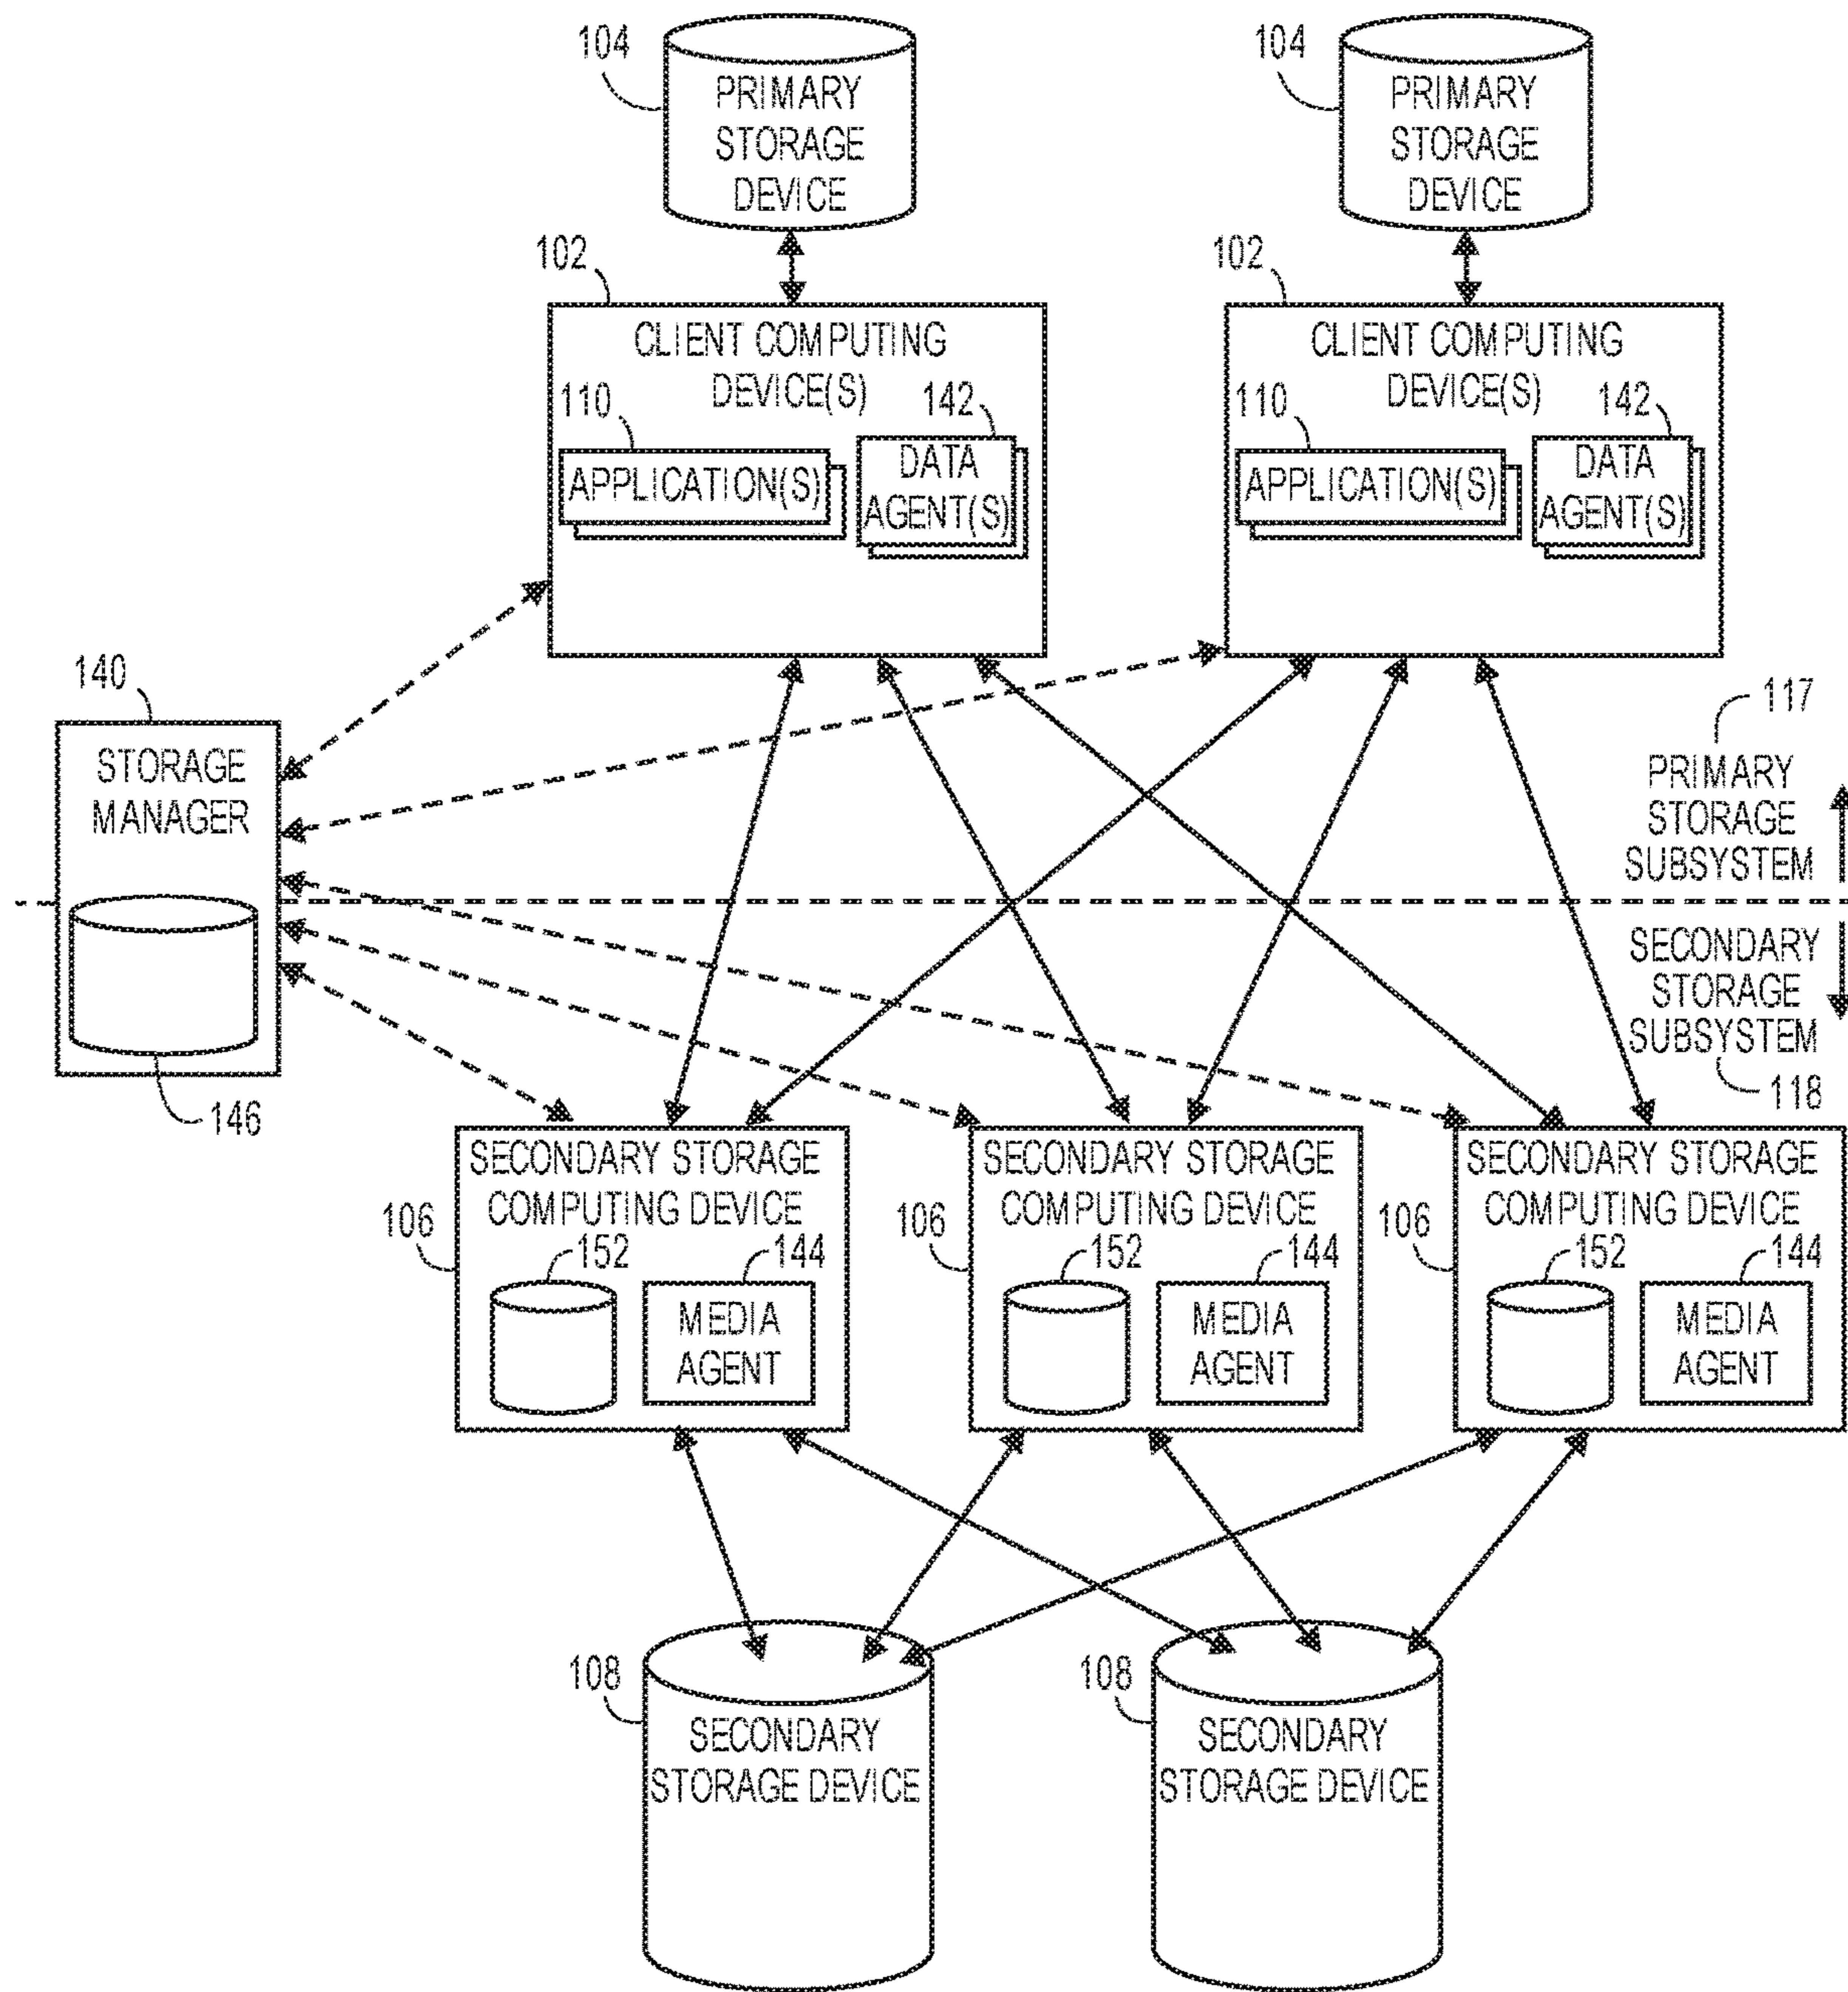 104
PRIMARY
STORAGE
DEVICE
104
PRIMARY
STORAGE
DEVICE
102
CLIENT COMPUTING
DEVICE(S)
110
142
APPLICATION(S)
DATA
AGENT(S)
102
CLIENT COMPUTING
DEVICE(S)
110
142
APPLICATION(S)
DATA
AGENT(S)
140
STORAGE
MANAGER
146
117
PRIMARY
STORAGE
SUBSYSTEM
SECONDARY
STORAGE
SUBSYSTEM
118
106
SECONDARY STORAGE
COMPUTING DEVICE
152
144
MEDIA
AGENT
106
SECONDARY STORAGE
COMPUTING DEVICE
152
144
MEDIA
AGENT
106
SECONDARY STORAGE
COMPUTING DEVICE
152
144
MEDIA
AGENT
108
SECONDARY
STORAGE DEVICE
108
SECONDARY
STORAGE DEVICE